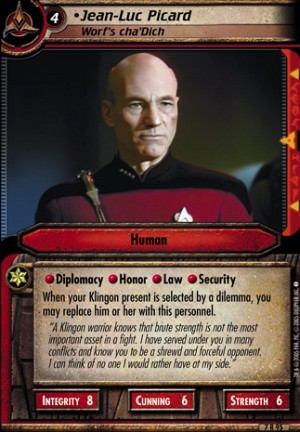 4 •Jean-Luc Picard
Worf's cha'Dich
Human
Diplomacy Honor Law Security
When your Klingon present is selected by a dilemma, you
may replace him or her with this personnel.
"A Klingon warrior knows that brute strength is not the most
important asset in a fight. I have served under you in many
conflicts and know you to be a shrewd and forceful opponent.
I can think of no one I would rather have at my side."
Integrity 8 Cunning 6 Strength 6
7 R 95